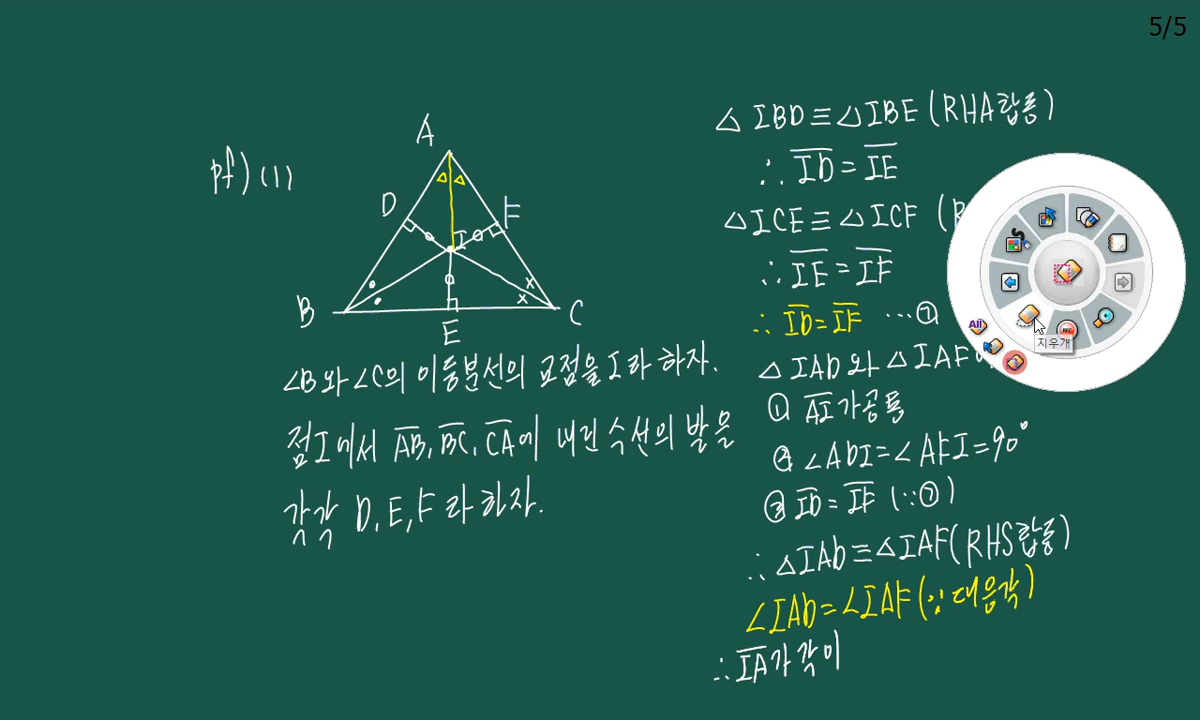 5/5
pf) (1)
A
D
F
I
B
E
C
∠B와 ∠C의 이등분선의 교점을 I라 하자.
점I에서 AB, BC, CA에 내린 수선의 발을
각각 D, E, F 라 하자.
△IBD≡△IBE (RHA합동)
∴ ID=IE
△ICE≡△ICF (R
∴ IE=IF
∴ ID=IF …㉠
△IAD와 △IAF에
① AI가 공통
② ∠ADI=∠AFI=90°
③ ID=IF (∵㉠)
∴ △IAD≡△IAF(RHS합동)
∠IAD=∠IAF (대응각)
∴ IA가 각이
All
REC
지우개